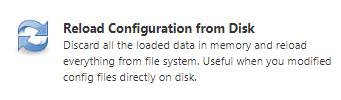 Reload Configuration from Disk
Discard all the loaded data in memory and reload
everything from file system. Useful when you modified
config files directly on disk.